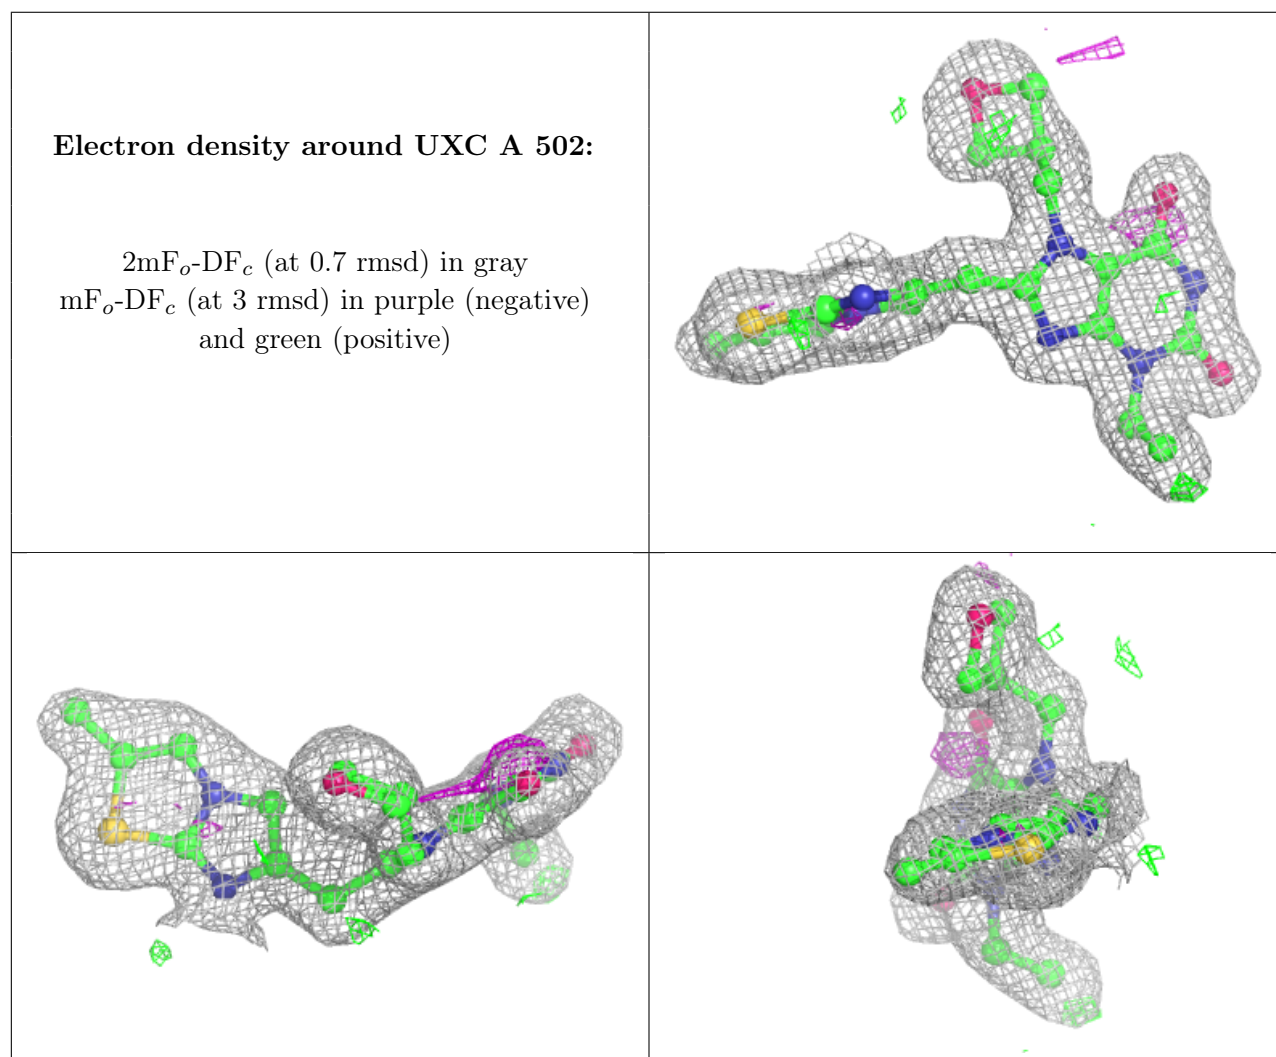 Electron density around UXC A 502:
2mFₒ-DF𝒸 (at 0.7 rmsd) in gray
mFₒ-DF𝒸 (at 3 rmsd) in purple (negative)
and green (positive)